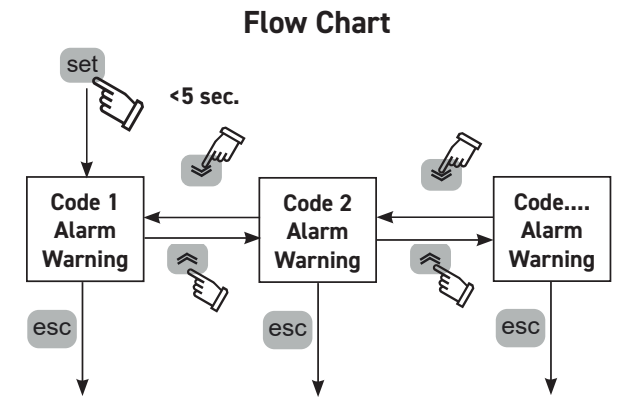 Flow Chart
set
<5 sec.
Code 1
Alarm
Warning
Code 2
Alarm
Warning
Code....
Alarm
Warning
esc
esc
esc